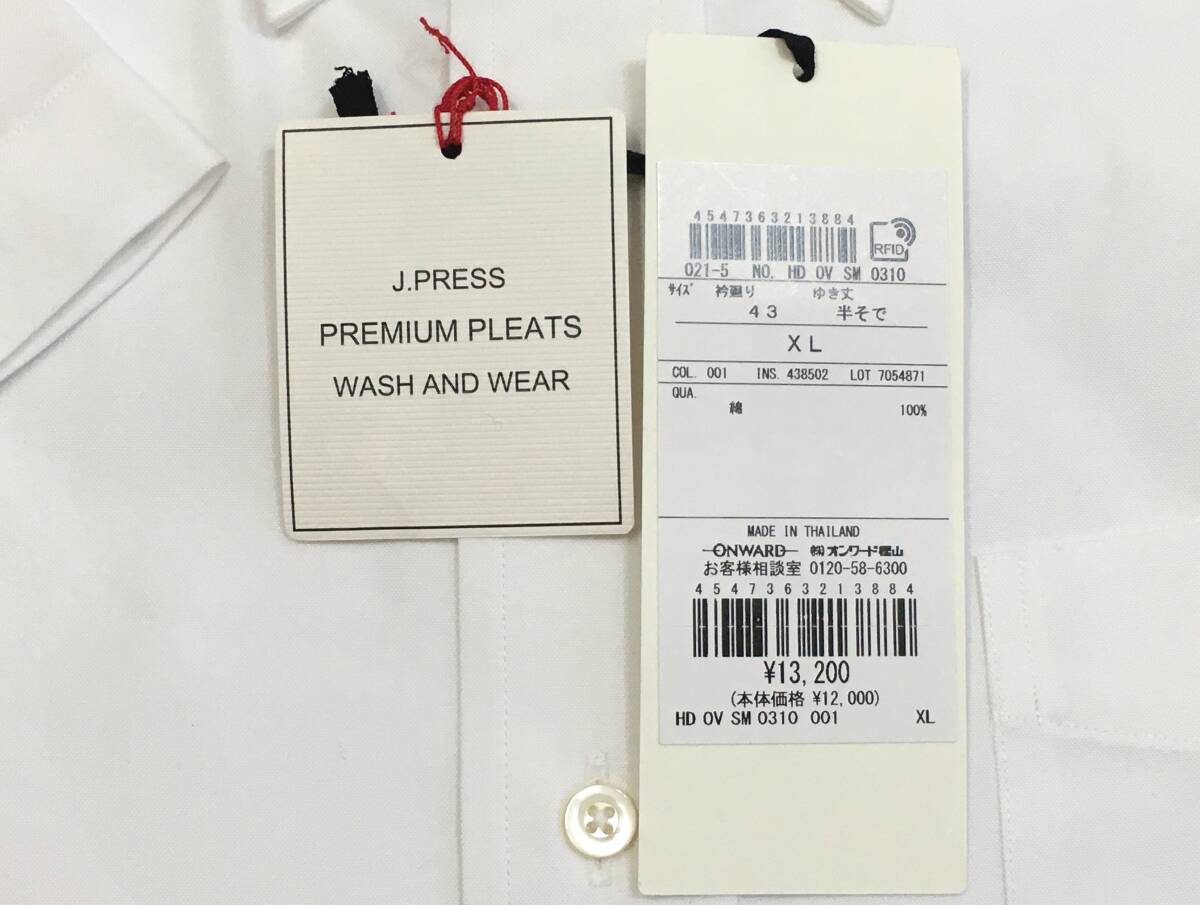 J.PRESS
PREMIUM PLEATS
WASH AND WEAR
4547363213884
RFID
021-5 NO. HD OV SM 0310
ｻｲｽﾞ 衿廻り ゆき丈
43 半そで
XL
COL. 001 INS. 438502 LOT 7054871
QUA.
綿 100%
MADE IN THAILAND
ONWARD ㈱オンワード樫山
お客様相談室 0120-58-6300
4547363213884
¥13,200
(本体価格 ¥12,000)
HD OV SM 0310 001 XL